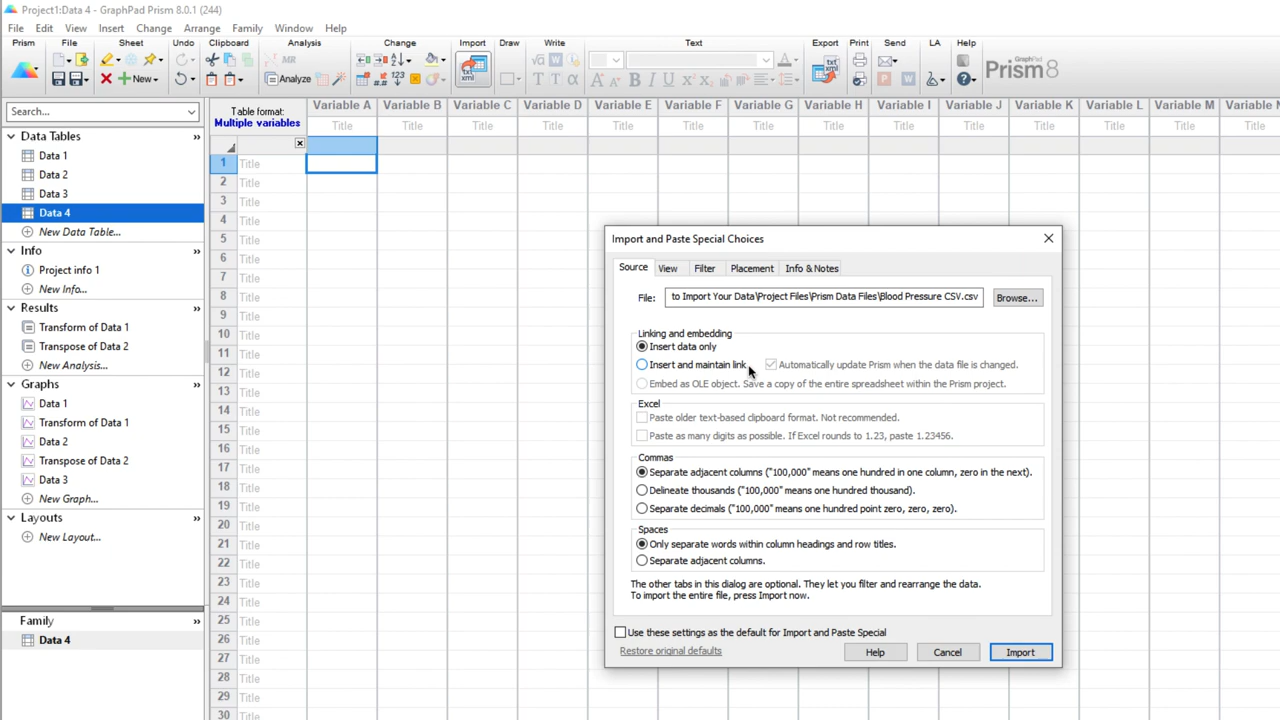 Project1:Data 4 - GraphPad Prism 8.0.1 (244)
File Edit View Insert Change Arrange Family Window Help
Prism File Sheet Undo Clipboard Analysis Change Import Draw Write Text Export Print Send LA Help
GraphPad
Prism 8
New
Analyze
Search...
Data Tables
Data 1
Data 2
Data 3
Data 4
New Data Table...
Info
Project info 1
New Info...
Results
Transform of Data 1
Transpose of Data 2
New Analysis...
Graphs
Data 1
Transform of Data 1
Data 2
Transpose of Data 2
Data 3
New Graph...
Layouts
New Layout...
Family
Data 4
Table format:
Multiple variables
Variable A Variable B Variable C Variable D Variable E Variable F Variable G Variable H Variable I Variable J Variable K Variable L Variable M Variable N
Title Title Title Title Title Title Title Title Title Title Title Title Title Title
1 Title
2 Title
3 Title
4 Title
5 Title
6 Title
7 Title
8 Title
9 Title
10 Title
11 Title
12 Title
13 Title
14 Title
15 Title
16 Title
17 Title
18 Title
19 Title
20 Title
21 Title
22 Title
23 Title
24 Title
25 Title
26 Title
27 Title
28 Title
29 Title
30 Title
Import and Paste Special Choices
Source View Filter Placement Info & Notes
File: to Import Your Data\Project Files\Prism Data Files\Blood Pressure CSV.csv Browse...
Linking and embedding
Insert data only
Insert and maintain link Automatically update Prism when the data file is changed.
Embed as OLE object. Save a copy of the entire spreadsheet within the Prism project.
Excel
Paste older text-based clipboard format. Not recommended.
Paste as many digits as possible. If Excel rounds to 1.23, paste 1.23456.
Commas
Separate adjacent columns ("100,000" means one hundred in one column, zero in the next).
Delineate thousands ("100,000" means one hundred thousand).
Separate decimals ("100,000" means one hundred point zero, zero, zero).
Spaces
Only separate words within column headings and row titles.
Separate adjacent columns.
The other tabs in this dialog are optional. They let you filter and rearrange the data.
To import the entire file, press Import now.
Use these settings as the default for Import and Paste Special
Restore original defaults Help Cancel Import